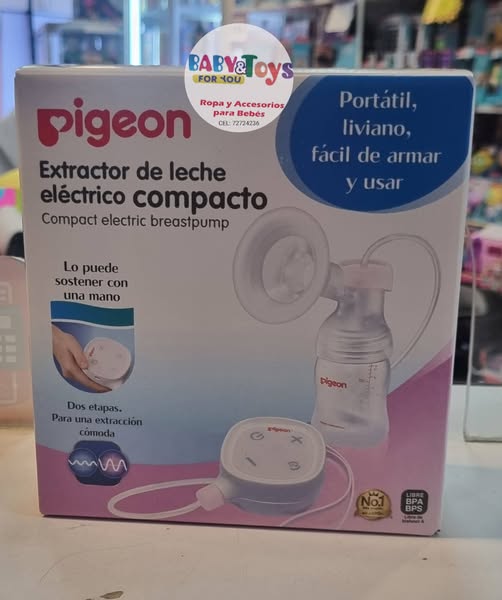 BABY&Toys
FOR YOU
Ropa y Accesorios
para Bebés
CEL: 72724236
pigeon
Portátil,
liviano,
fácil de armar
y usar
Extractor de leche
eléctrico compacto
Compact electric breastpump
Lo puede
sostener con
una mano
pigeon
Dos etapas.
Para una extracción
cómoda
pigeon
No.1
LIBRE
BPA
BPS